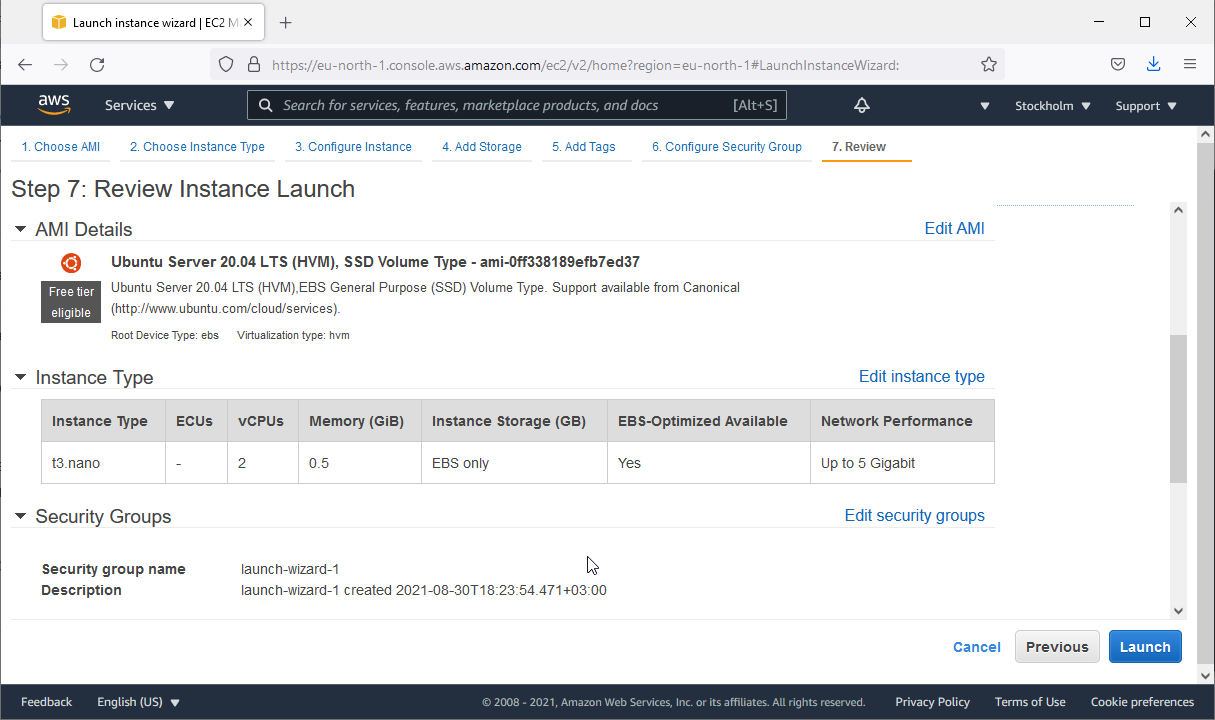 Launch instance wizard | EC2 M
https://eu-north-1.console.aws.amazon.com/ec2/v2/home?region=eu-north-1#LaunchInstanceWizard:
aws Services Search for services, features, marketplace products, and docs [Alt+S] Stockholm Support
1. Choose AMI 2. Choose Instance Type 3. Configure Instance 4. Add Storage 5. Add Tags 6. Configure Security Group 7. Review
Step 7: Review Instance Launch
AMI Details Edit AMI
Ubuntu Server 20.04 LTS (HVM), SSD Volume Type - ami-0ff338189efb7ed37
Free tier
eligible
Ubuntu Server 20.04 LTS (HVM),EBS General Purpose (SSD) Volume Type. Support available from Canonical
(http://www.ubuntu.com/cloud/services).
Root Device Type: ebs Virtualization type: hvm
Instance Type Edit instance type
Instance Type ECUs vCPUs Memory (GiB) Instance Storage (GB) EBS-Optimized Available Network Performance
t3.nano - 2 0.5 EBS only Yes Up to 5 Gigabit
Security Groups Edit security groups
Security group name launch-wizard-1
Description launch-wizard-1 created 2021-08-30T18:23:54.471+03:00
Cancel Previous Launch
Feedback English (US) © 2008 - 2021, Amazon Web Services, Inc. or its affiliates. All rights reserved. Privacy Policy Terms of Use Cookie preferences